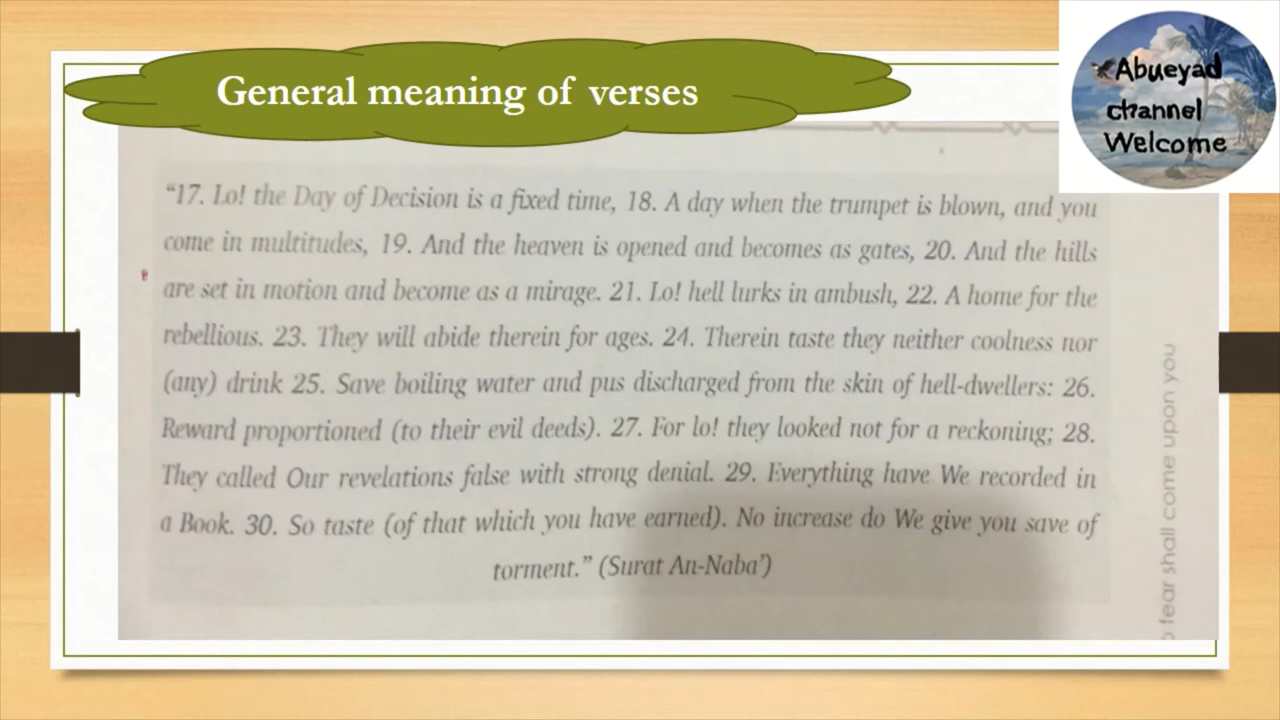 General meaning of verses
Abueyad
channel
Welcome
“17. Lo! the Day of Decision is a fixed time, 18. A day when the trumpet is blown, and you
come in multitudes, 19. And the heaven is opened and becomes as gates, 20. And the hills
are set in motion and become as a mirage. 21. Lo! hell lurks in ambush, 22. A home for the
rebellious. 23. They will abide therein for ages. 24. Therein taste they neither coolness nor
(any) drink 25. Save boiling water and pus discharged from the skin of hell-dwellers: 26.
Reward proportioned (to their evil deeds). 27. For lo! they looked not for a reckoning; 28.
They called Our revelations false with strong denial. 29. Everything have We recorded in
a Book. 30. So taste (of that which you have earned). No increase do We give you save of
torment.” (Surat An-Naba’)
fear shall come upon you